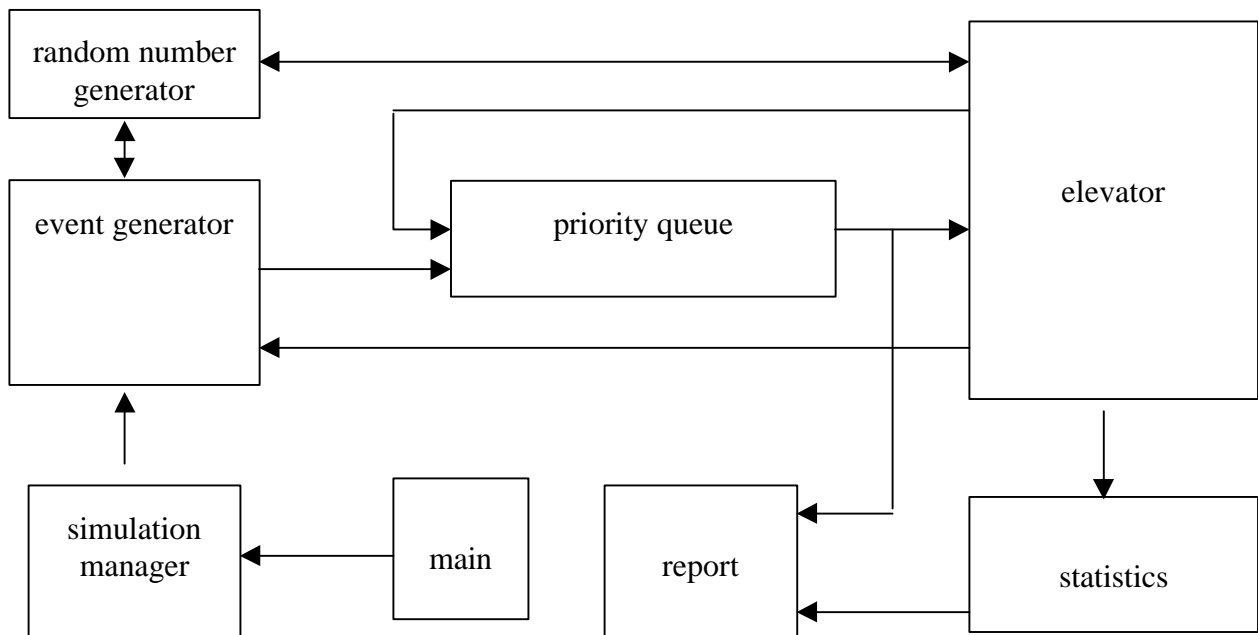 random number
generator
elevator
event generator
priority queue
simulation
manager
main
report
statistics